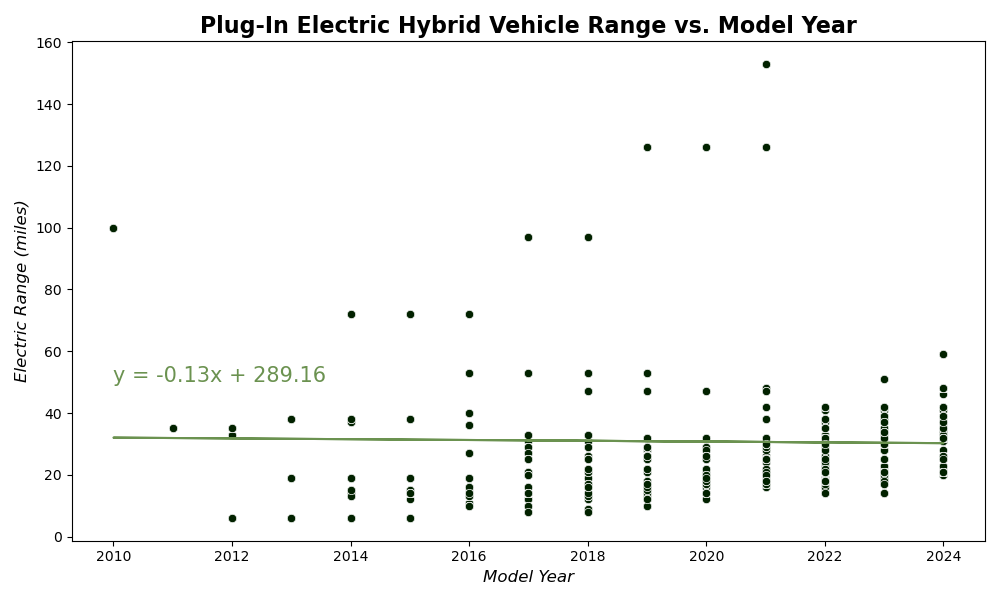 Plug-In Electric Hybrid Vehicle Range vs. Model Year
160
140
120
100
80
60
40
20
0
Electric Range (miles)
y = -0.13x + 289.16
2010 2012 2014 2016 2018 2020 2022 2024
Model Year